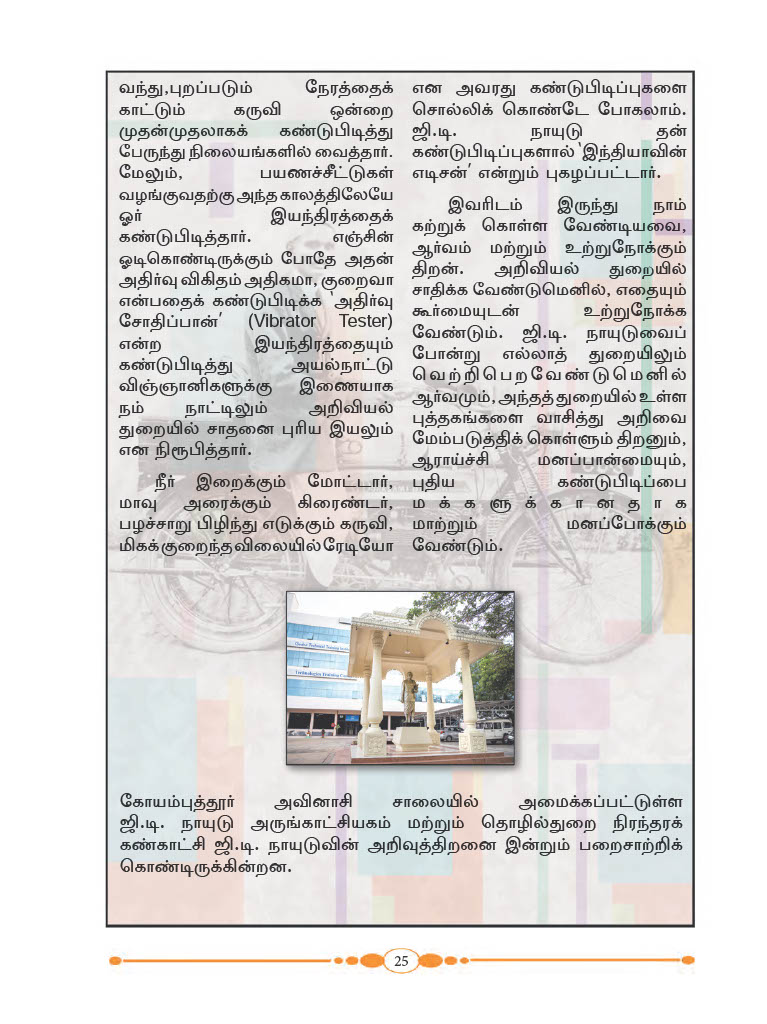 வந்து,புறப்படும் நேரத்தைக்
காட்டும் கருவி ஒன்றை
முதன்முதலாகக் கண்டுபிடித்து
பேருந்து நிலையங்களில் வைத்தார்.
மேலும், பயணச்சீட்டுகள்
வழங்குவதற்கு அந்த காலத்திலேயே
ஓர் இயந்திரத்தைக்
கண்டுபிடித்தார். எஞ்சின்
ஓடிகொண்டிருக்கும் போதே அதன்
அதிர்வு விகிதம் அதிகமா, குறைவா
என்பதைக் கண்டுபிடிக்க ‘அதிர்வு
சோதிப்பான்’ (Vibrator Tester)
என்ற இயந்திரத்தையும்
கண்டுபிடித்து அயல்நாட்டு
விஞ்ஞானிகளுக்கு இணையாக
நம் நாட்டிலும் அறிவியல்
துறையில் சாதனை புரிய இயலும்
என நிரூபித்தார்.
நீர் இறைக்கும் மோட்டார்,
மாவு அரைக்கும் கிரைண்டர்,
பழச்சாறு பிழிந்து எடுக்கும் கருவி,
மிகக் குறைந்த விலையில் ரேடியோ
என அவரது கண்டுபிடிப்புகளை
சொல்லிக் கொண்டே போகலாம்.
ஜி.டி. நாயுடு தன்
கண்டுபிடிப்புகளால் ‘இந்தியாவின்
எடிசன்’ என்றும் புகழப்பட்டார்.
இவரிடம் இருந்து நாம்
கற்றுக் கொள்ள வேண்டியவை,
ஆர்வம் மற்றும் உற்றுநோக்கும்
திறன். அறிவியல் துறையில்
சாதிக்க வேண்டுமெனில், எதையும்
கூர்மையுடன் உற்றுநோக்க
வேண்டும். ஜி.டி. நாயுடுவைப்
போன்று எல்லாத் துறையிலும்
வெற்றிபெறவேண்டுமெனில்
ஆர்வமும், அந்தத் துறையில் உள்ள
புத்தகங்களை வாசித்து அறிவை
மேம்படுத்திக் கொள்ளும் திறனும்,
ஆராய்ச்சி மனப்பான்மையும்,
புதிய கண்டுபிடிப்பை
மக்களுக்கானதாக
மாற்றும் மனப்போக்கும்
வேண்டும்.
கோயம்புத்தூர் அவினாசி சாலையில் அமைக்கப்பட்டுள்ள
ஜி.டி. நாயுடு அருங்காட்சியகம் மற்றும் தொழில்துறை நிரந்தரக்
கண்காட்சி ஜி.டி. நாயுடுவின் அறிவுத்திறனை இன்றும் பறைசாற்றிக்
கொண்டிருக்கின்றன.
25